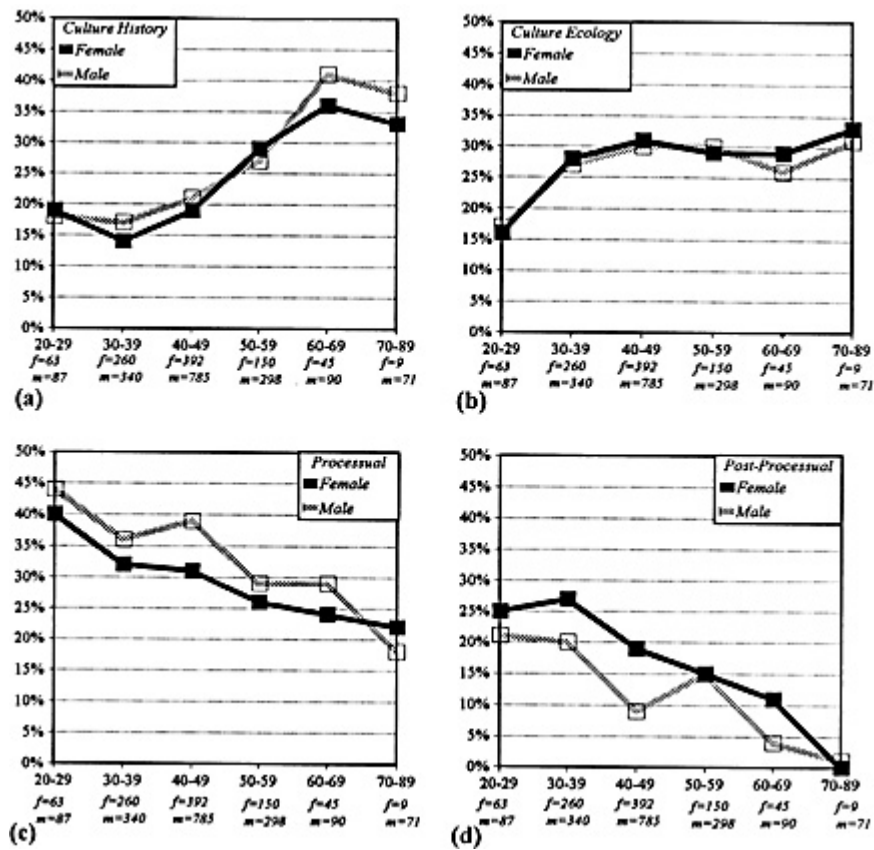 50%
45%
40%
35%
30%
25%
20%
15%
10%
5%
0%
Culture History
Female
Male
20-29 30-39 40-49 50-59 60-69 70-89
f=63 f=260 f=392 f=150 f=45 f=9
m=87 m=340 m=785 m=298 m=90 m=71
(a)
50%
45%
40%
35%
30%
25%
20%
15%
10%
5%
0%
Culture Ecology
Female
Male
20-29 30-39 40-49 50-59 60-69 70-89
f=63 f=260 f=392 f=150 f=45 f=9
m=87 m=340 m=785 m=298 m=90 m=71
(b)
50%
45%
40%
35%
30%
25%
20%
15%
10%
5%
0%
Processual
Female
Male
20-29 30-39 40-49 50-59 60-69 70-89
f=63 f=260 f=392 f=150 f=45 f=9
m=87 m=340 m=785 m=298 m=90 m=71
(c)
50%
45%
40%
35%
30%
25%
20%
15%
10%
5%
0%
Post-Processual
Female
Male
20-29 30-39 40-49 50-59 60-69 70-89
f=63 f=260 f=392 f=150 f=45 f=9
m=87 m=340 m=785 m=298 m=90 m=71
(d)